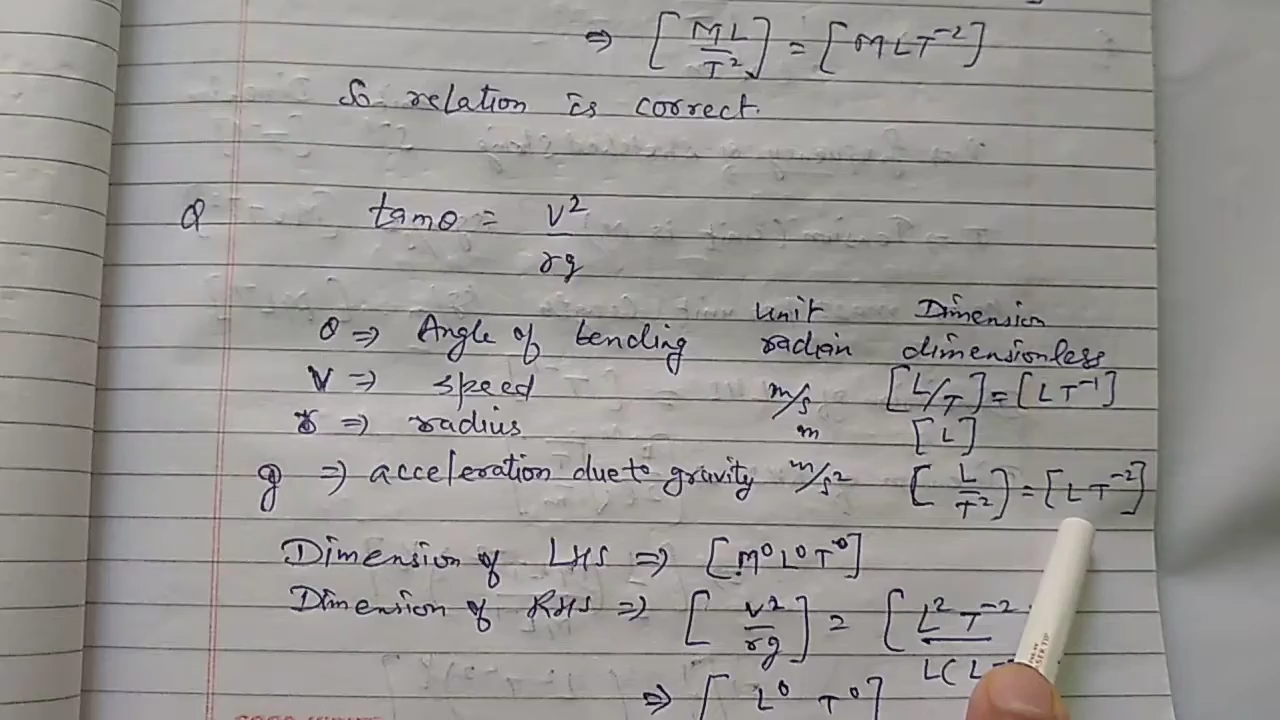 ⇒ [ML/T²] = [MLT⁻²]
So relation is correct.
Q tanθ = V²/rg
Unit Dimension
θ ⇒ Angle of bending radian dimensionless
V ⇒ speed m/s [L/T] = [LT⁻¹]
r ⇒ radius m [L]
g ⇒ acceleration due to gravity m/s² [L/T²] = [LT⁻²]
Dimension of LHS ⇒ [M⁰L⁰T⁰]
Dimension of RHS ⇒ [v²/rg] = [L²T⁻²/L(L
⇒ [L⁰ T⁰]